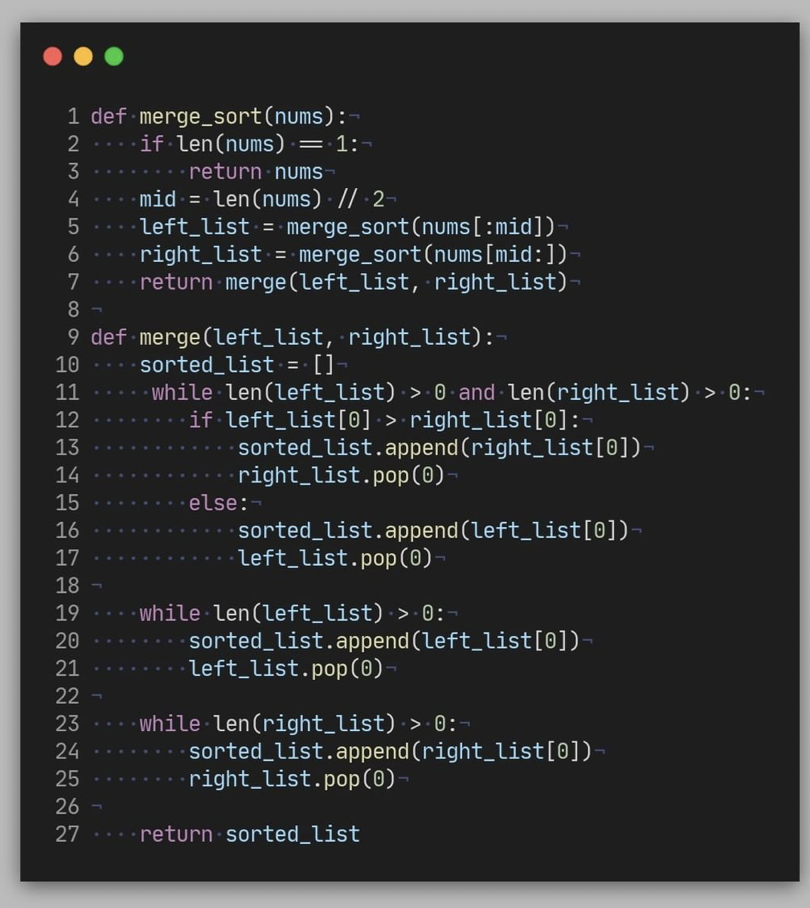 1 def merge_sort(nums):
2     if len(nums) == 1:
3         return nums
4     mid = len(nums) // 2
5     left_list = merge_sort(nums[:mid])
6     right_list = merge_sort(nums[mid:])
7     return merge(left_list, right_list)
8
9 def merge(left_list, right_list):
10     sorted_list = []
11      while len(left_list) > 0 and len(right_list) > 0:
12         if left_list[0] > right_list[0]:
13             sorted_list.append(right_list[0])
14             right_list.pop(0)
15         else:
16             sorted_list.append(left_list[0])
17             left_list.pop(0)
18
19     while len(left_list) > 0:
20         sorted_list.append(left_list[0])
21         left_list.pop(0)
22
23     while len(right_list) > 0:
24         sorted_list.append(right_list[0])
25         right_list.pop(0)
26
27     return sorted_list